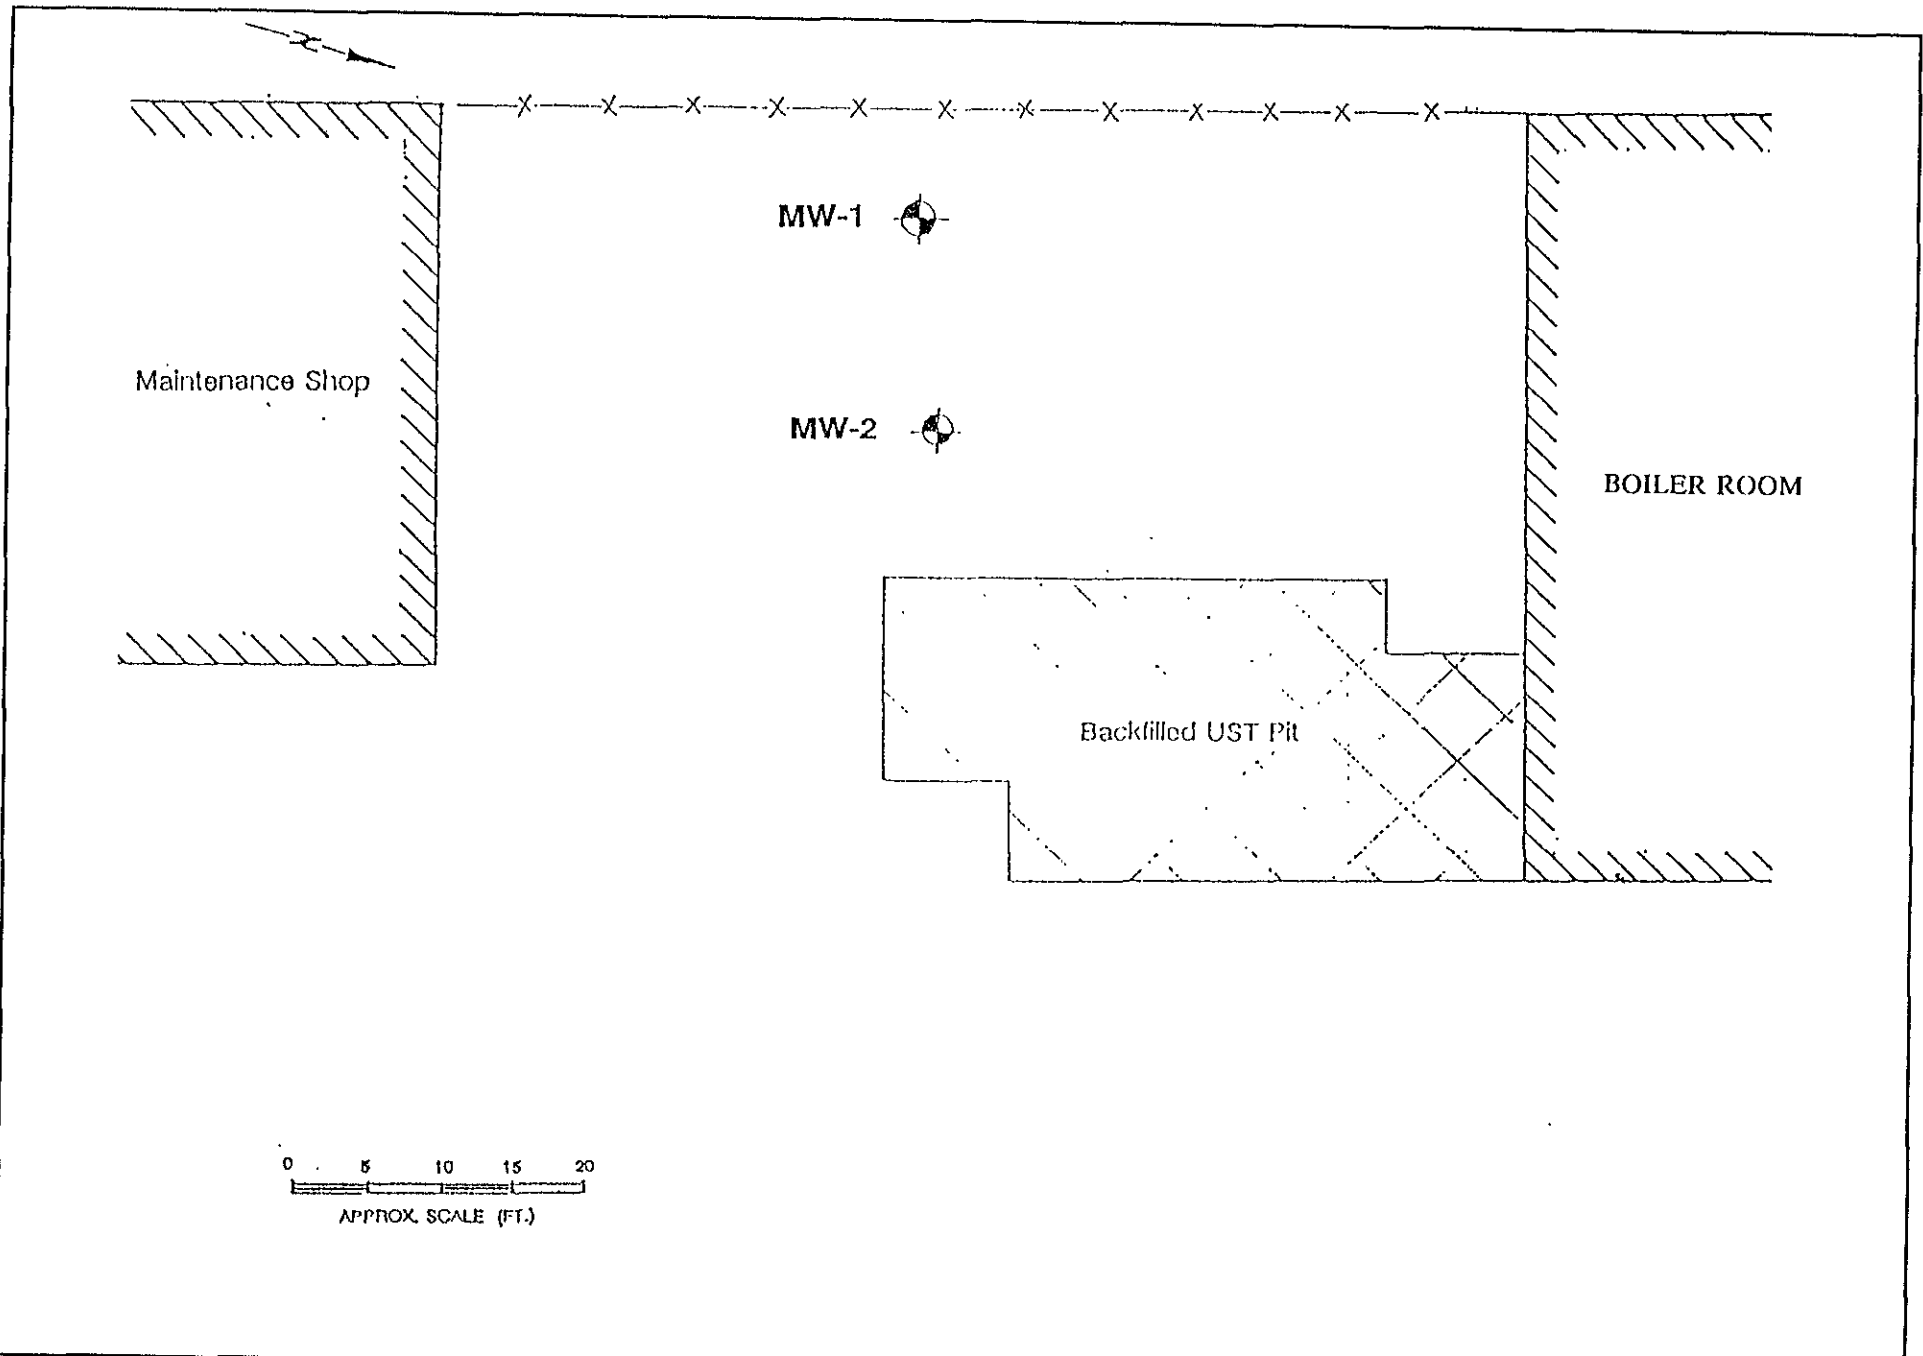 N
MW-1
Maintenance Shop
MW-2
BOILER ROOM
Backfilled UST Pit
0 5 10 15 20
APPROX. SCALE (FT.)